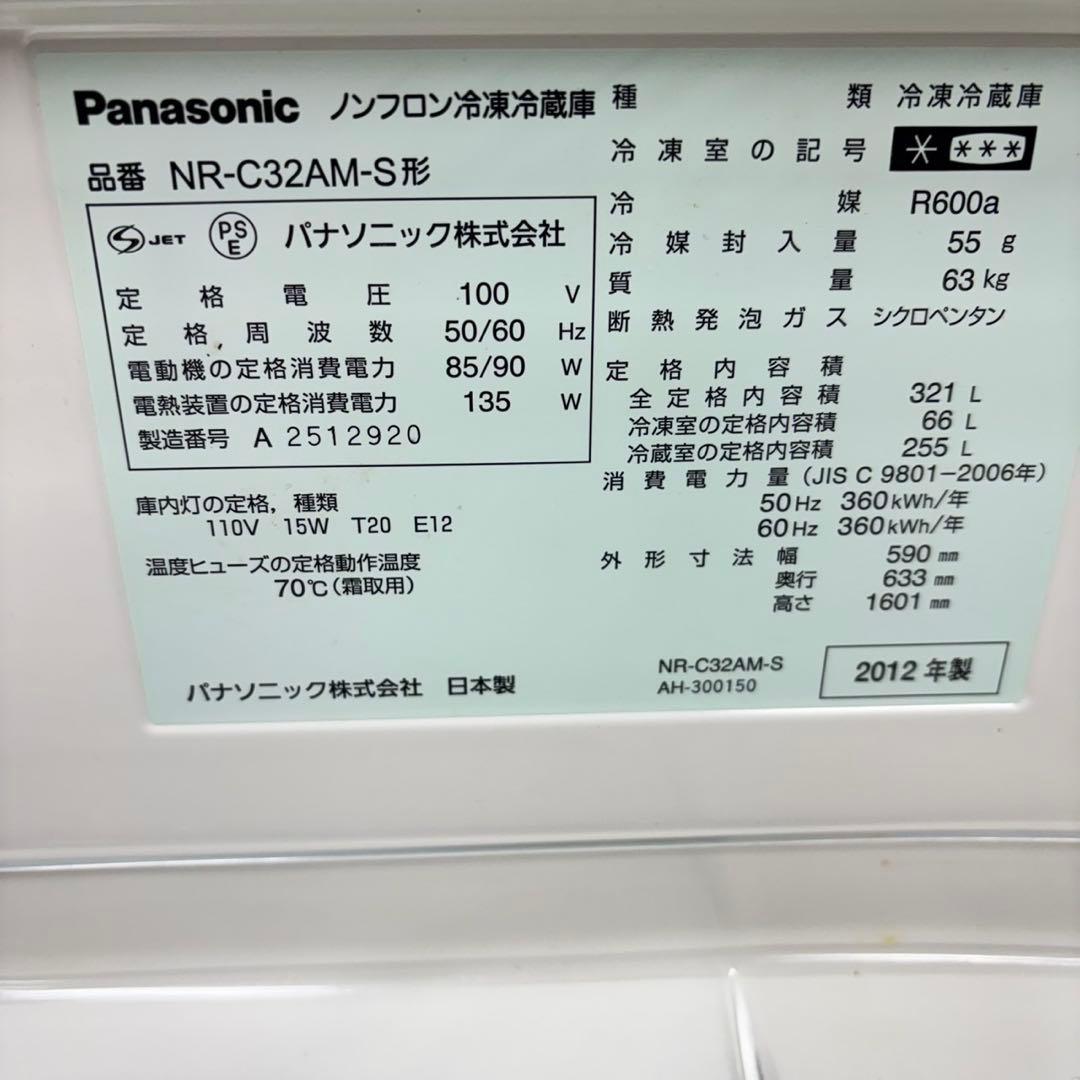 Panasonic ノンフロン冷凍冷蔵庫
品番 NR-C32AM-S形
JET PSE パナソニック株式会社
定格電圧 100 V
定格周波数 50/60 Hz
電動機の定格消費電力 85/90 W
電熱装置の定格消費電力 135 W
製造番号 A 2512920
庫内灯の定格，種類
110V 15W T20 E12
温度ヒューズの定格動作温度
70℃(霜取用)
パナソニック株式会社 日本製
種類 冷凍冷蔵庫
冷凍室の記号 * ***
冷媒 R600a
冷媒封入量 55 g
質量 63 kg
断熱発泡ガス シクロペンタン
定格内容積
全定格内容積 321 L
冷凍室の定格内容積 66 L
冷蔵室の定格内容積 255 L
消費電力量(JIS C 9801-2006年)
50Hz 360kWh/年
60Hz 360kWh/年
外形寸法幅 590 mm
奥行 633 mm
高さ 1601 mm
NR-C32AM-S
AH-300150
2012年製